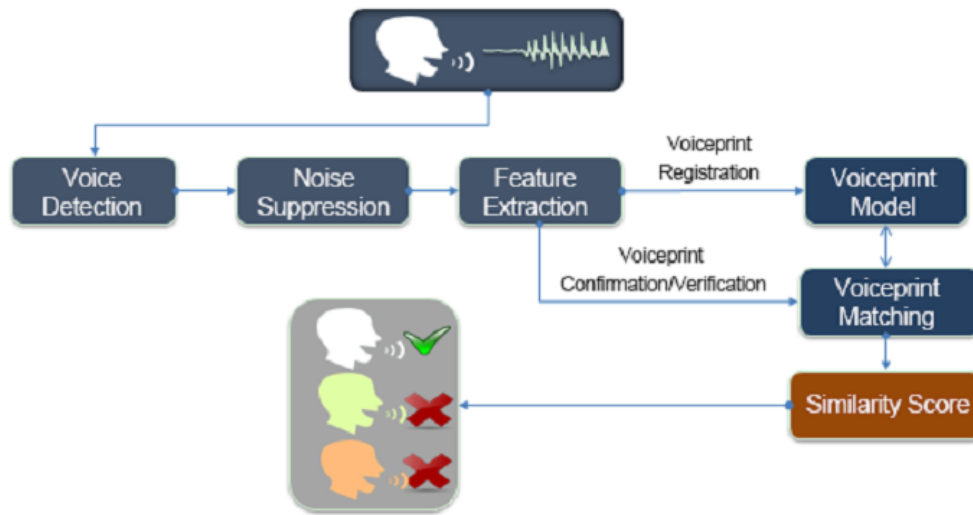 Voice
Detection
Noise
Suppression
Feature
Extraction
Voiceprint
Registration
Voiceprint
Model
Voiceprint
Confirmation/Verification
Voiceprint
Matching
Similarity Score